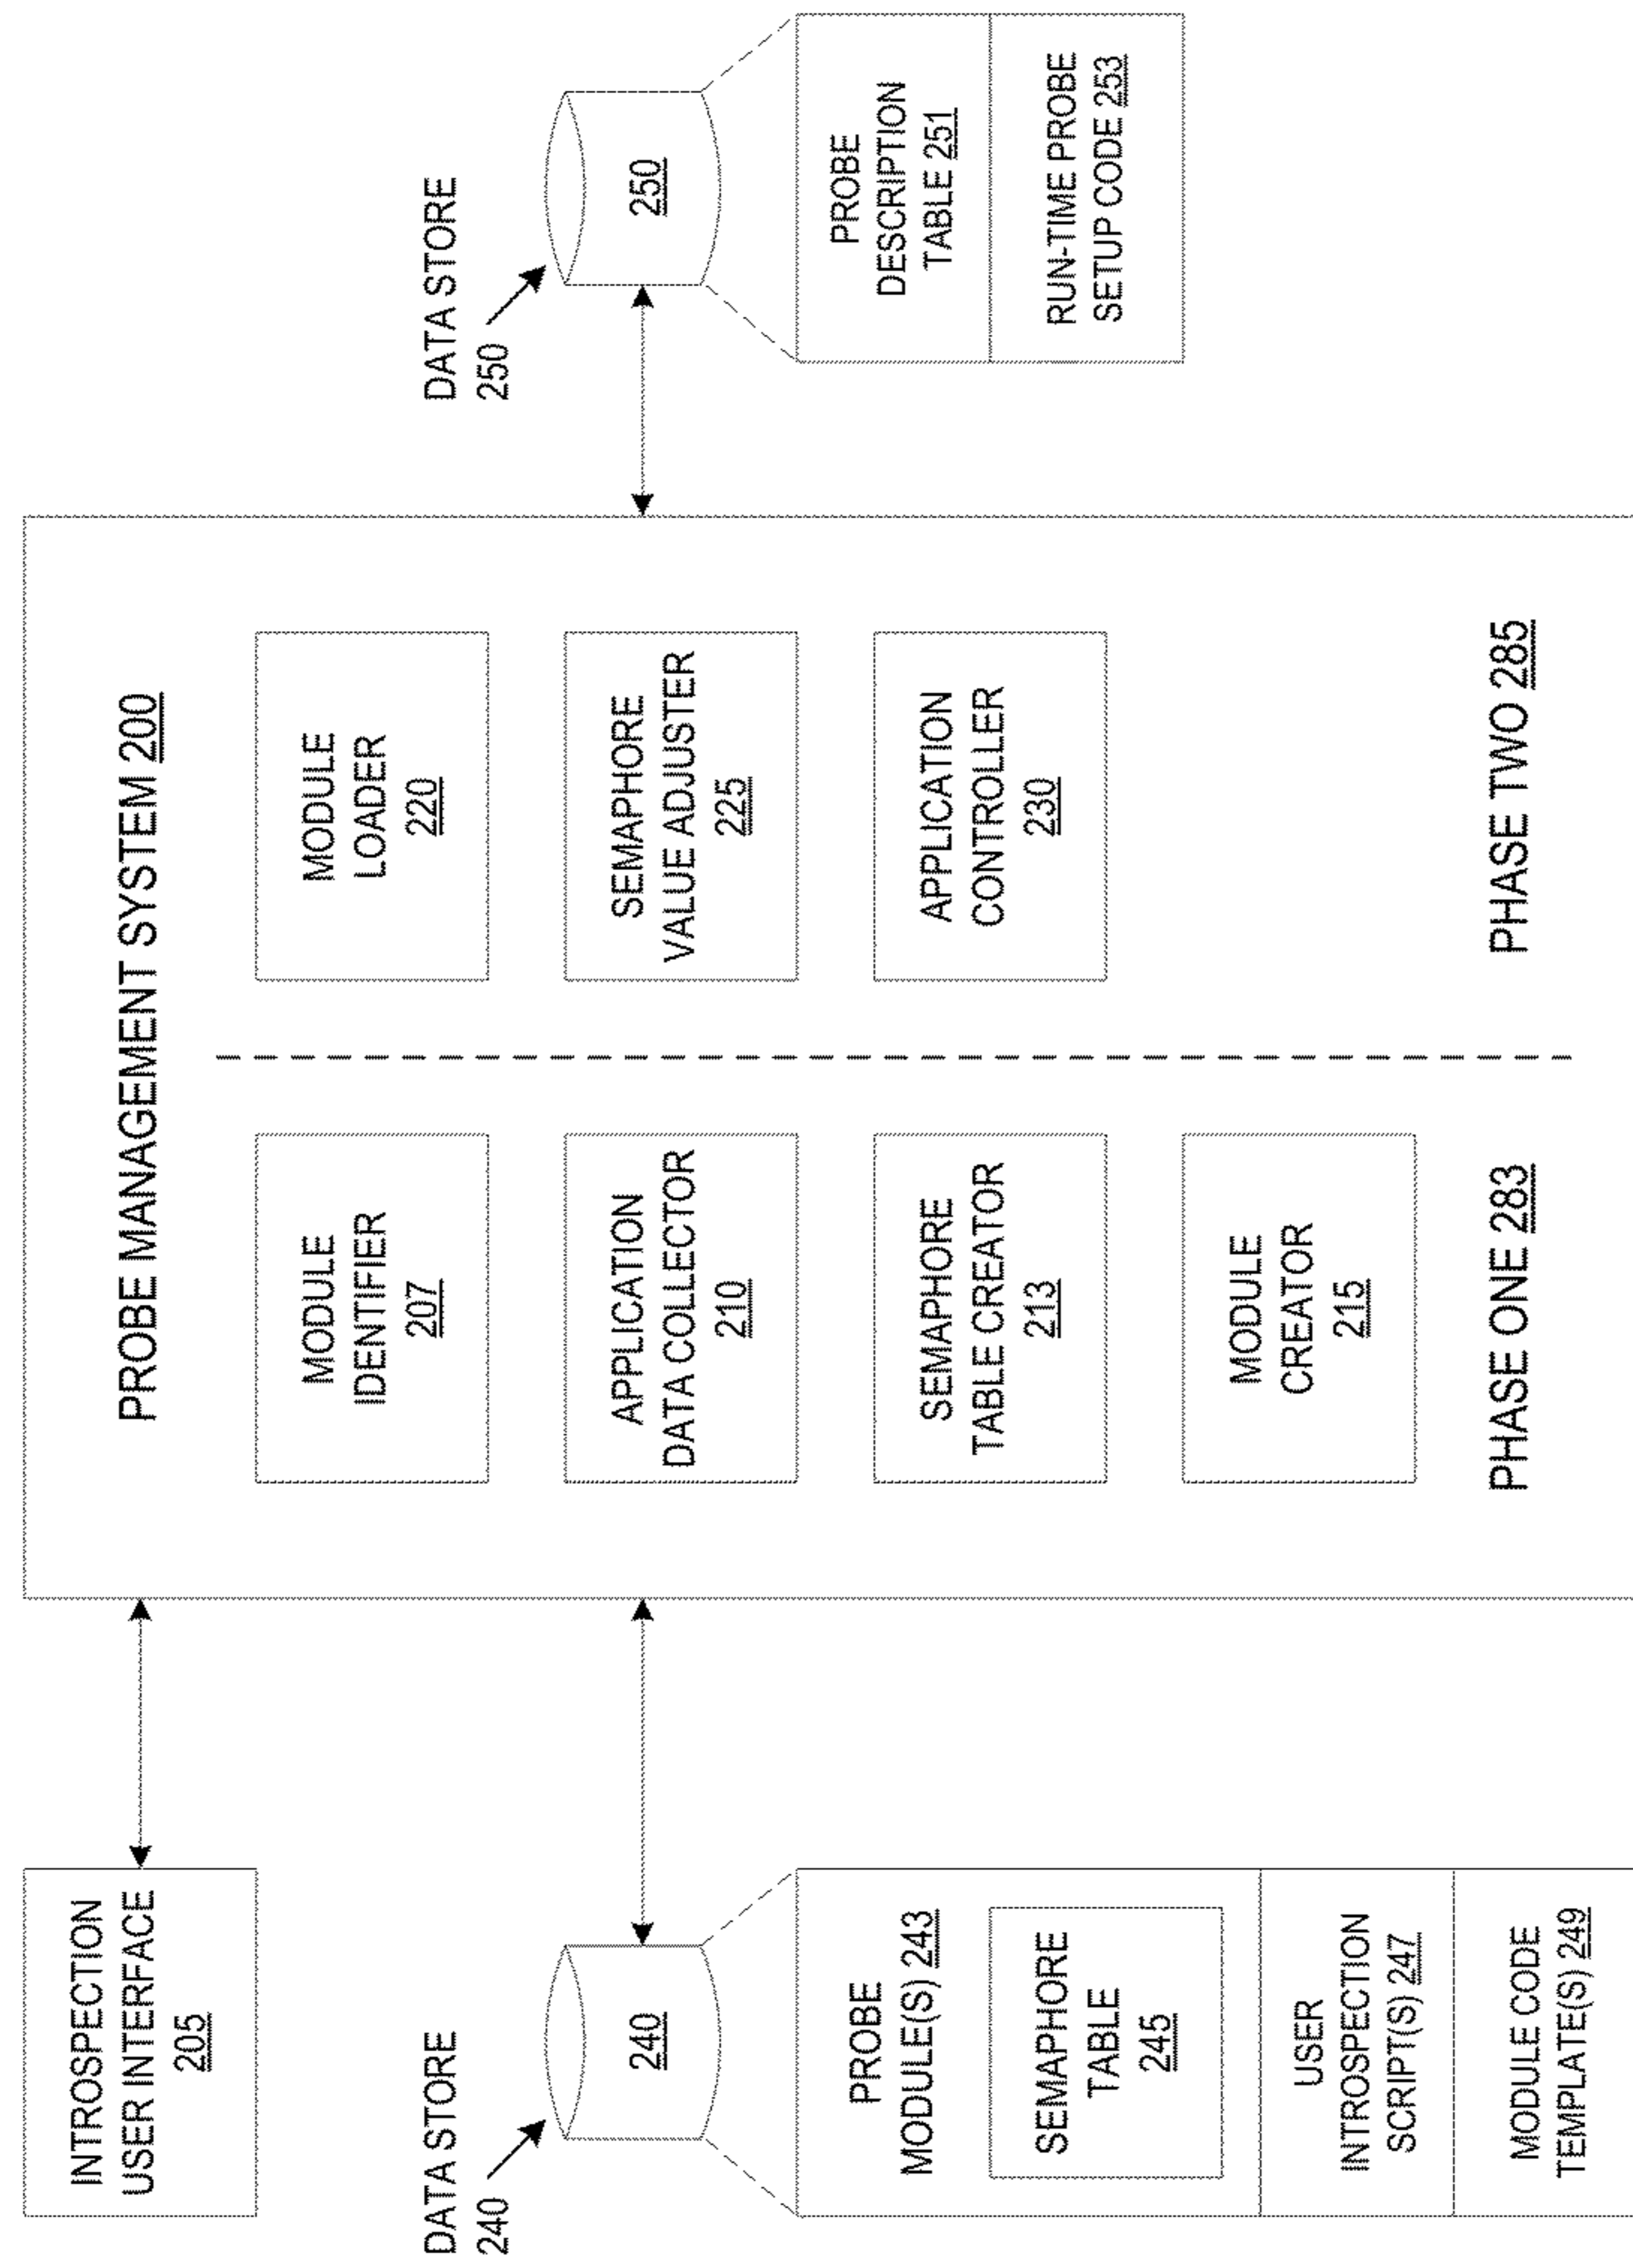 INTROSPECTION
USER INTERFACE
205
DATA STORE
240
240
PROBE
MODULE(S) 243
SEMAPHORE
TABLE
245
USER
INTROSPECTION
SCRIPT(S) 247
MODULE CODE
TEMPLATE(S) 249
PROBE MANAGEMENT SYSTEM 200
MODULE
IDENTIFIER
207
APPLICATION
DATA COLLECTOR
210
SEMAPHORE
TABLE CREATOR
213
MODULE
CREATOR
215
PHASE ONE 283
MODULE
LOADER
220
SEMAPHORE
VALUE ADJUSTER
225
APPLICATION
CONTROLLER
230
PHASE TWO 285
DATA STORE
250
250
PROBE
DESCRIPTION
TABLE 251
RUN-TIME PROBE
SETUP CODE 253